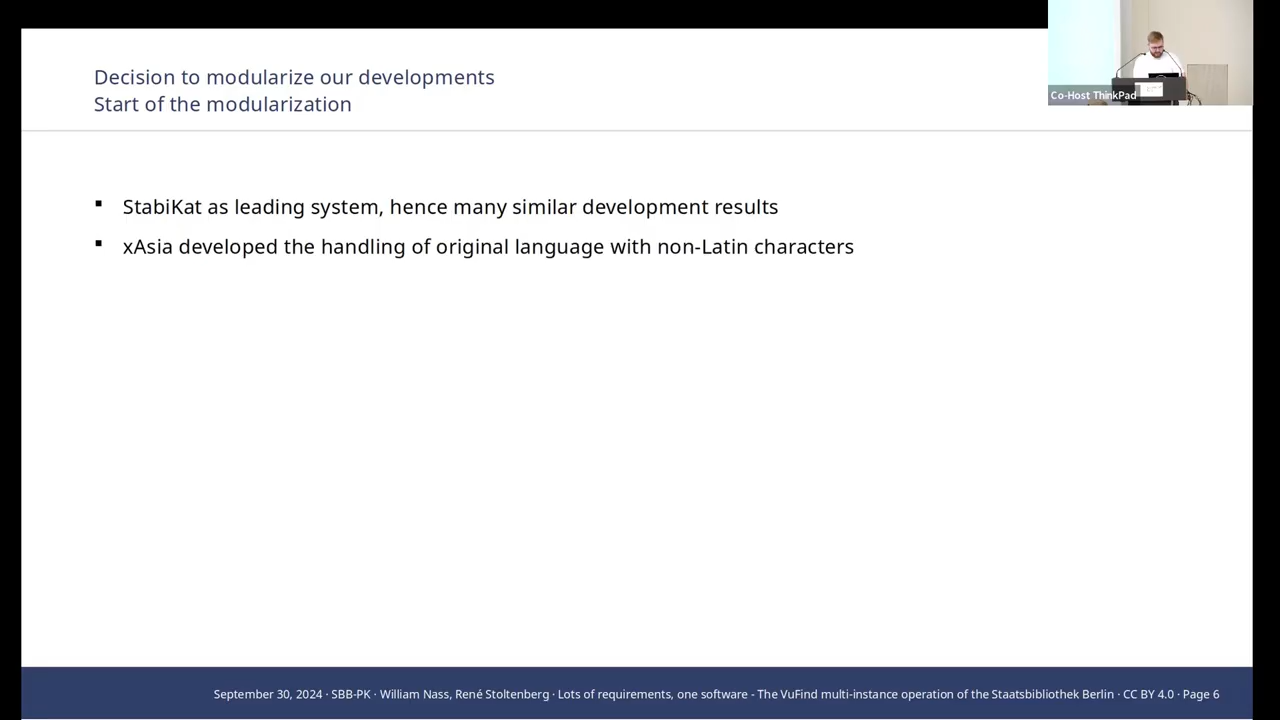 Decision to modularize our developments
Start of the modularization
Co-Host ThinkPad
▪ StabiKat as leading system, hence many similar development results
▪ xAsia developed the handling of original language with non-Latin characters
September 30, 2024 · SBB-PK · William Nass, René Stoltenberg · Lots of requirements, one software - The VuFind multi-instance operation of the Staatsbibliothek Berlin · CC BY 4.0 · Page 6